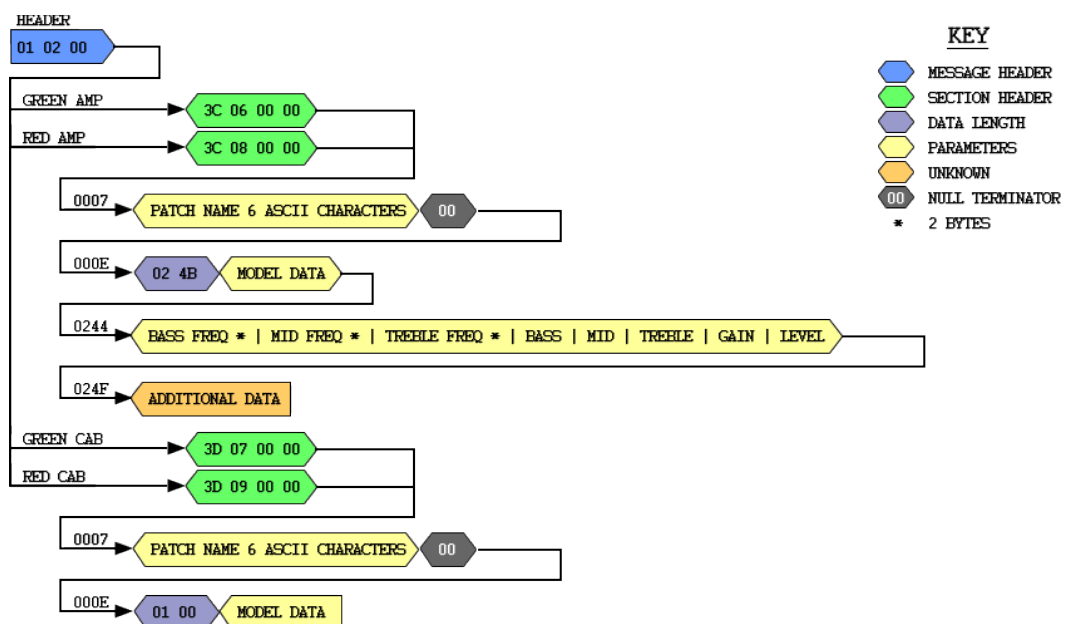 HEADER
01 02 00
GREEN AMP
3C 06 00 00
RED AMP
3C 08 00 00
0007
PATCH NAME 6 ASCII CHARACTERS
00
000E
02 4B
MODEL DATA
0244
BASS FREQ * | MID FREQ * | TREBLE FREQ * | BASS | MID | TREBLE | GAIN | LEVEL
024F
ADDITIONAL DATA
GREEN CAB
3D 07 00 00
RED CAB
3D 09 00 00
0007
PATCH NAME 6 ASCII CHARACTERS
00
000E
01 00
MODEL DATA
KEY
MESSAGE HEADER
SECTION HEADER
DATA LENGTH
PARAMETERS
UNKNOWN
00 NULL TERMINATOR
* 2 BYTES